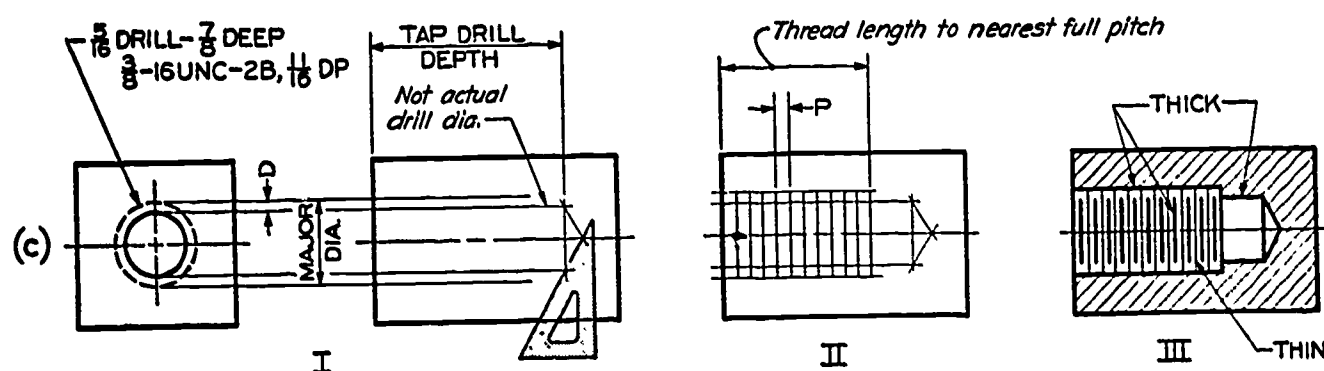 5/16 DRILL-7/8 DEEP
3/8-16UNC-2B, 11/16 DP
TAP DRILL
DEPTH
Not actual
drill dia.
D
MAJOR
DIA.
(c)
I
Thread length to nearest full pitch
P
II
THICK
THIN
III